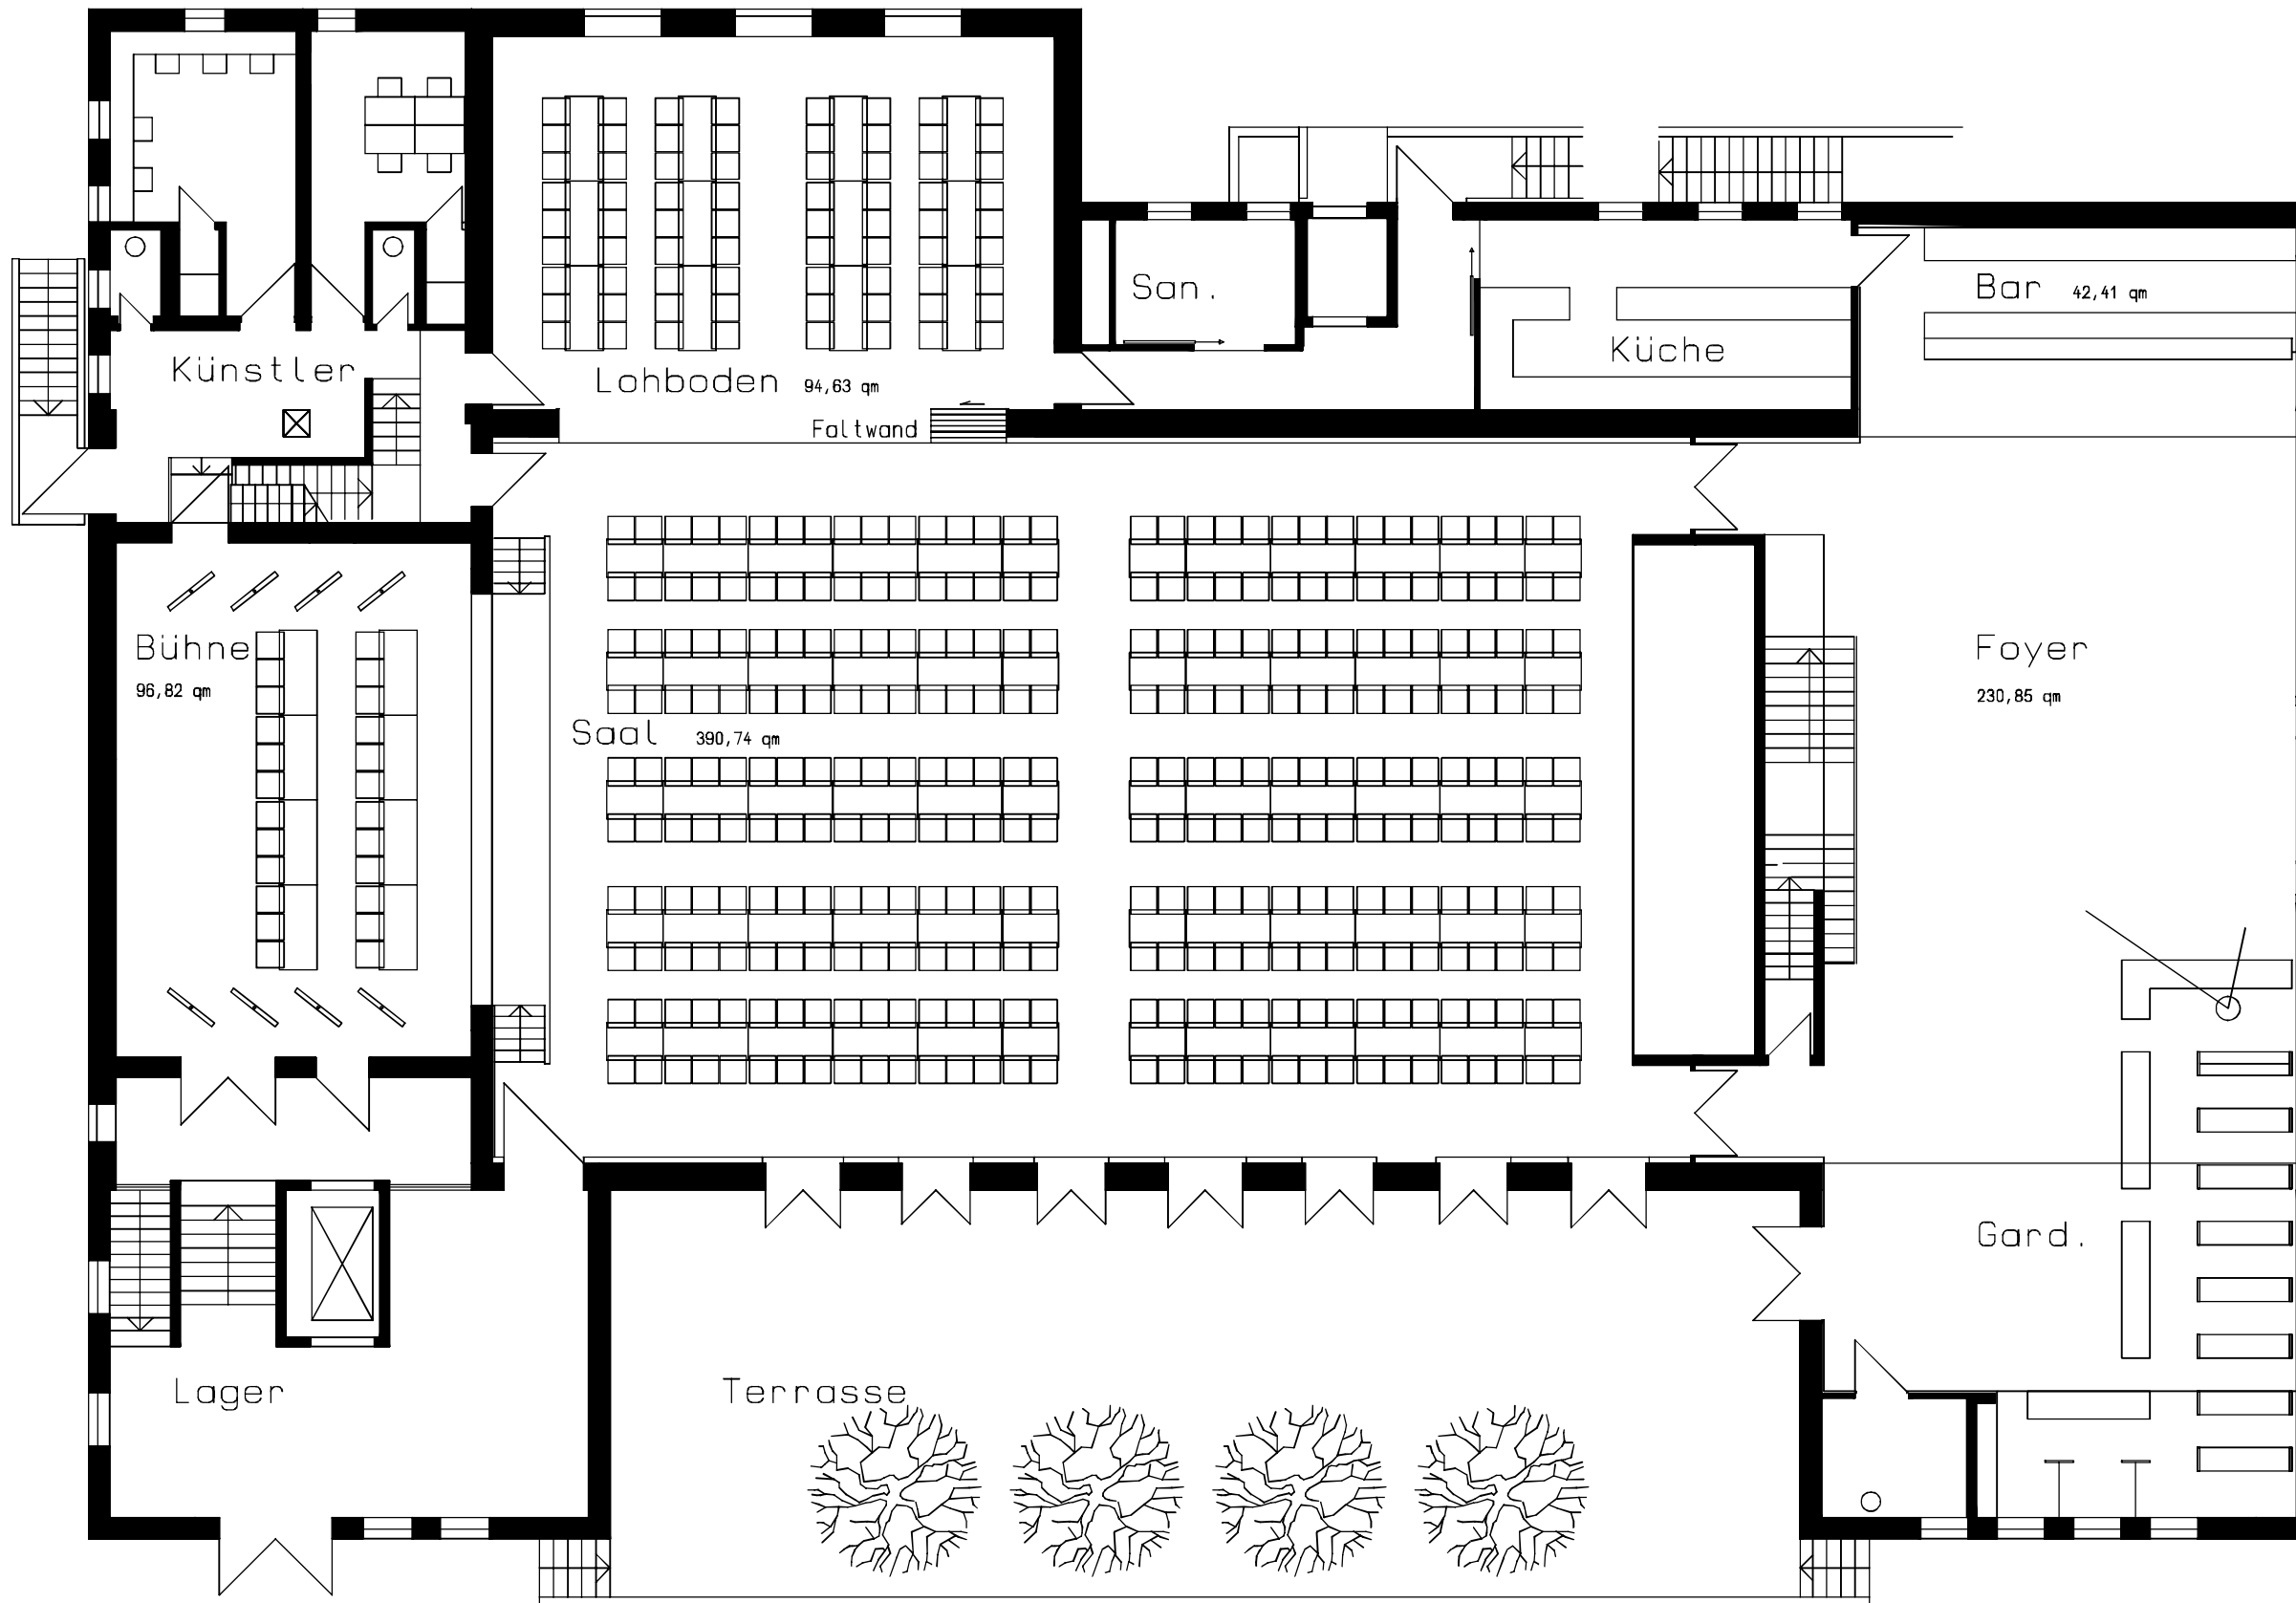 San.
Bar 42,41 qm
Küche
Künstler
Lohboden 94,63 qm
Faltwand
Bühne
96,82 qm
Foyer
230,85 qm
Saal 390,74 qm
Gard.
Lager
Terrasse